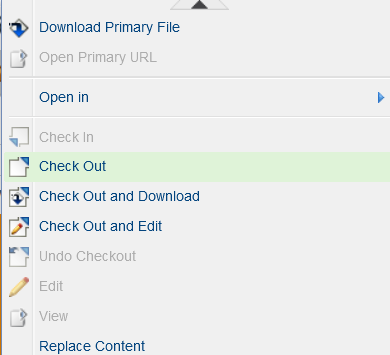 Download Primary File
Open Primary URL
Open in
Check In
Check Out
Check Out and Download
Check Out and Edit
Undo Checkout
Edit
View
Replace Content